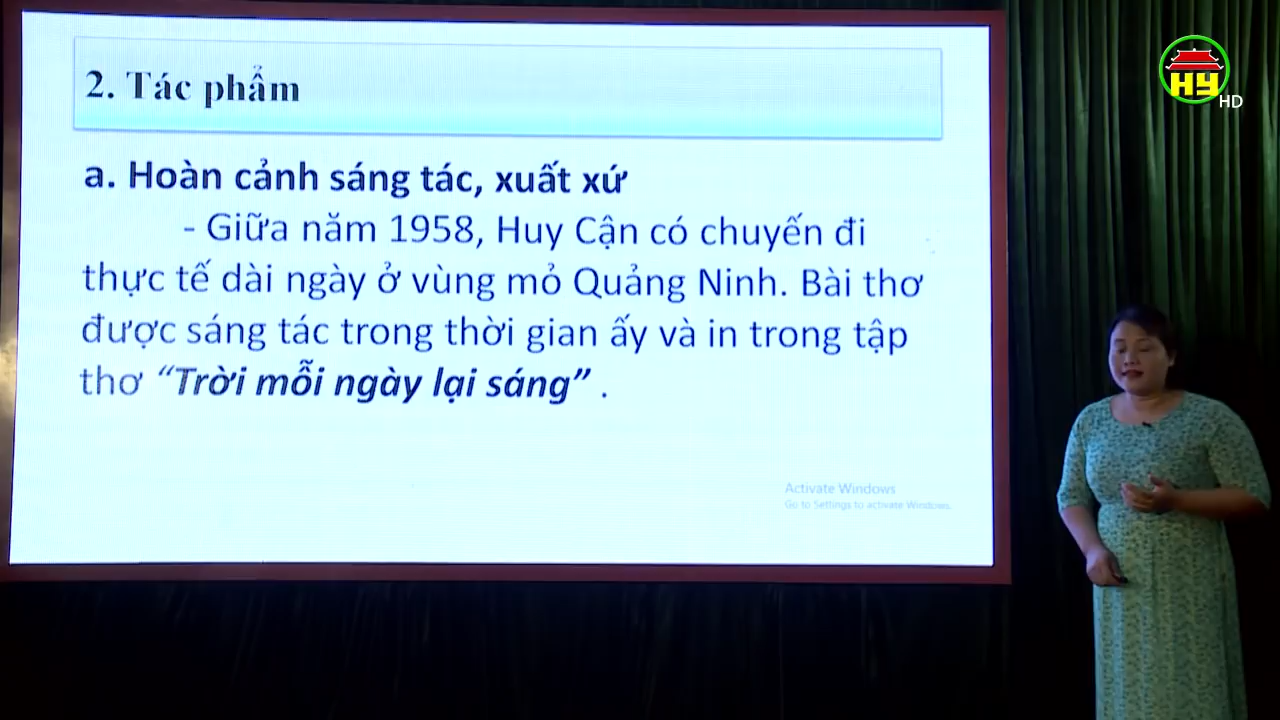 HY
HD
2. Tác phẩm
a. Hoàn cảnh sáng tác, xuất xứ
- Giữa năm 1958, Huy Cận có chuyến đi
thực tế dài ngày ở vùng mỏ Quảng Ninh. Bài thơ
được sáng tác trong thời gian ấy và in trong tập
thơ “Trời mỗi ngày lại sáng” .
Activate Windows
Go to Settings to activate Windows.